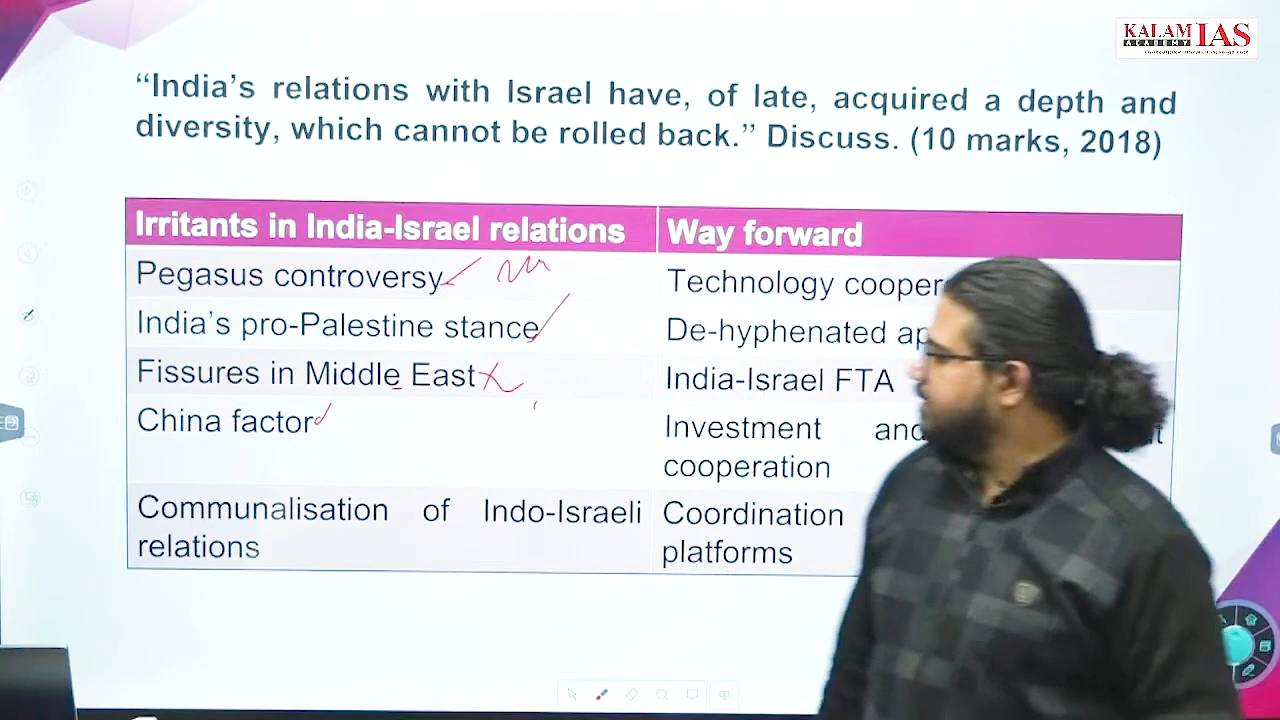 KALAM IAS
ACADEMY
“India’s relations with Israel have, of late, acquired a depth and
diversity, which cannot be rolled back.” Discuss. (10 marks, 2018)
Irritants in India-Israel relations Way forward
Pegasus controversy Technology
India’s pro-Palestine stance De-hyphenated
Fissures in Middle East India-Israel FTA
China factor Investment and
cooperation
Communalisation of Indo-Israeli Coordination
relations platforms